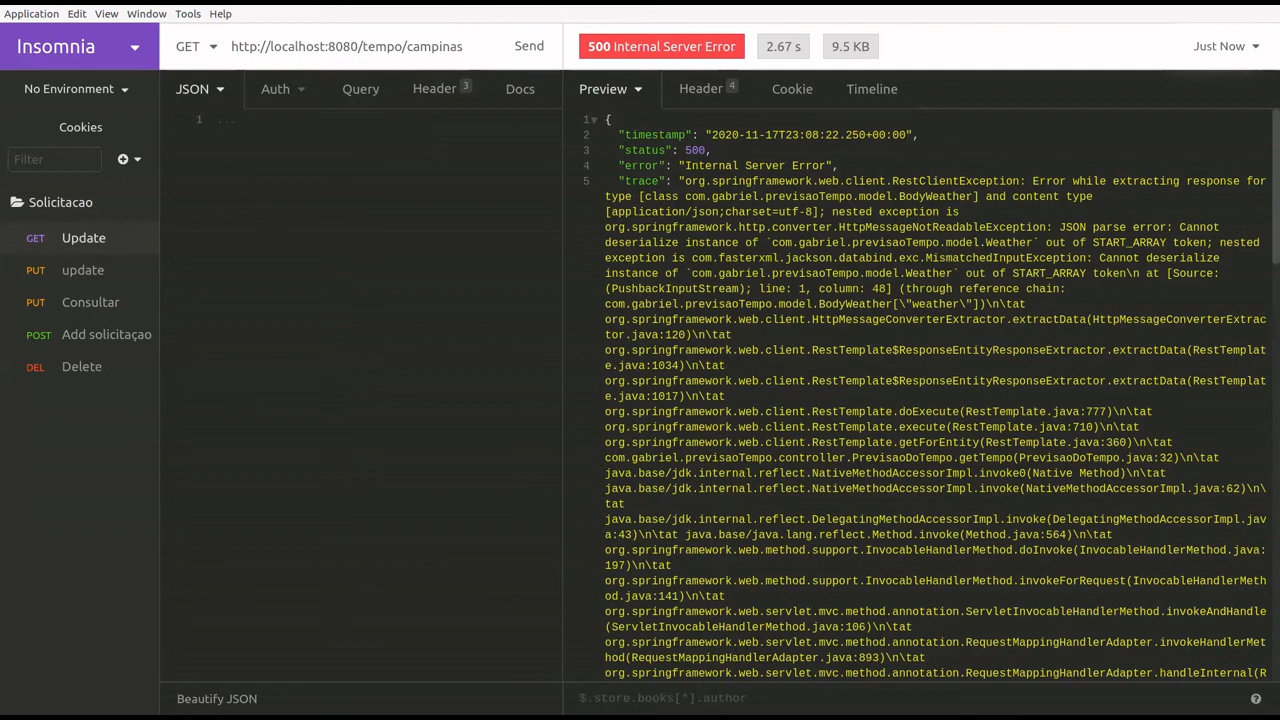 Application Edit View Window Tools Help
Insomnia
GET http://localhost:8080/tempo/campinas Send
500 Internal Server Error 2.67 s 9.5 KB Just Now
No Environment
Cookies
Filter
Solicitacao
GET Update
PUT update
PUT Consultar
POST Add solicitaçao
DEL Delete
JSON Auth Query Header 3 Docs
1 ...
Beautify JSON
Preview Header 4 Cookie Timeline
1 {
2 "timestamp": "2020-11-17T23:08:22.250+00:00",
3 "status": 500,
4 "error": "Internal Server Error",
5 "trace": "org.springframework.web.client.RestClientException: Error while extracting response for
type [class com.gabriel.previsaoTempo.model.BodyWeather] and content type
[application/json;charset=utf-8]; nested exception is
org.springframework.http.converter.HttpMessageNotReadableException: JSON parse error: Cannot
deserialize instance of `com.gabriel.previsaoTempo.model.Weather` out of START_ARRAY token; nested
exception is com.fasterxml.jackson.databind.exc.MismatchedInputException: Cannot deserialize
instance of `com.gabriel.previsaoTempo.model.Weather` out of START_ARRAY token\n at [Source:
(PushbackInputStream); line: 1, column: 48] (through reference chain:
com.gabriel.previsaoTempo.model.BodyWeather[\"weather\"])\n\tat
org.springframework.web.client.HttpMessageConverterExtractor.extractData(HttpMessageConverterExtrac
tor.java:120)\n\tat
org.springframework.web.client.RestTemplate$ResponseEntityResponseExtractor.extractData(RestTemplat
e.java:1034)\n\tat
org.springframework.web.client.RestTemplate$ResponseEntityResponseExtractor.extractData(RestTemplat
e.java:1017)\n\tat
org.springframework.web.client.RestTemplate.doExecute(RestTemplate.java:777)\n\tat
org.springframework.web.client.RestTemplate.execute(RestTemplate.java:710)\n\tat
org.springframework.web.client.RestTemplate.getForEntity(RestTemplate.java:360)\n\tat
com.gabriel.previsaoTempo.controller.PrevisaoDoTempo.getTempo(PrevisaoDoTempo.java:32)\n\tat
java.base/jdk.internal.reflect.NativeMethodAccessorImpl.invoke0(Native Method)\n\tat
java.base/jdk.internal.reflect.NativeMethodAccessorImpl.invoke(NativeMethodAccessorImpl.java:62)\n\
tat
java.base/jdk.internal.reflect.DelegatingMethodAccessorImpl.invoke(DelegatingMethodAccessorImpl.jav
a:43)\n\tat java.base/java.lang.reflect.Method.invoke(Method.java:564)\n\tat
org.springframework.web.method.support.InvocableHandlerMethod.doInvoke(InvocableHandlerMethod.java:
197)\n\tat
org.springframework.web.method.support.InvocableHandlerMethod.invokeForRequest(InvocableHandlerMeth
od.java:141)\n\tat
org.springframework.web.servlet.mvc.method.annotation.ServletInvocableHandlerMethod.invokeAndHandle
(ServletInvocableHandlerMethod.java:106)\n\tat
org.springframework.web.servlet.mvc.method.annotation.RequestMappingHandlerAdapter.invokeHandlerMet
hod(RequestMappingHandlerAdapter.java:893)\n\tat
org.springframework.web.servlet.mvc.method.annotation.RequestMappingHandlerAdapter.handleInternal(R
$.store.books[*].author